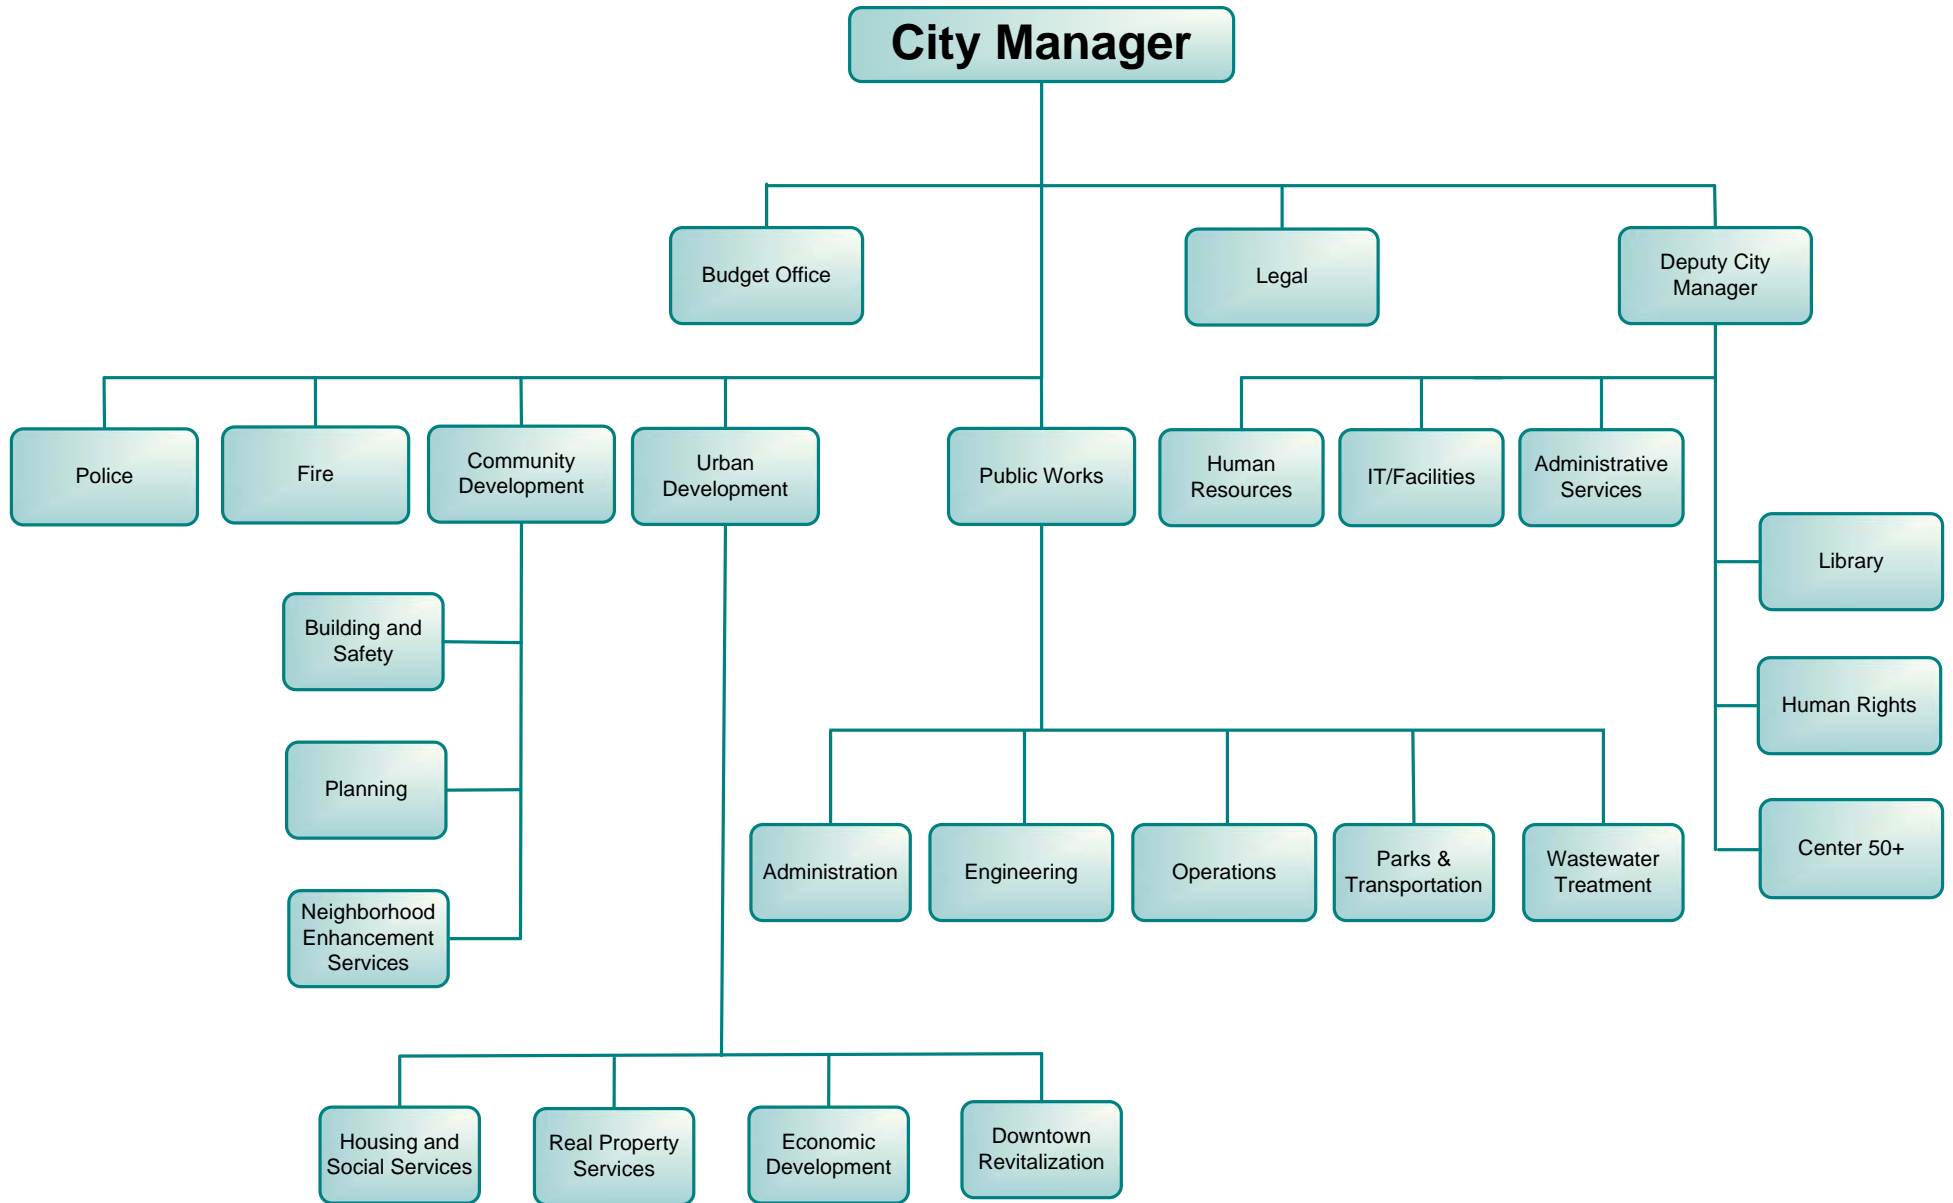 City Manager
Budget Office
Legal
Deputy City
Manager
Police
Fire
Community
Development
Urban
Development
Public Works
Human
Resources
IT/Facilities
Administrative
Services
Library
Building and
Safety
Human Rights
Planning
Center 50+
Administration
Engineering
Operations
Parks &
Transportation
Wastewater
Treatment
Neighborhood
Enhancement
Services
Housing and
Social Services
Real Property
Services
Economic
Development
Downtown
Revitalization